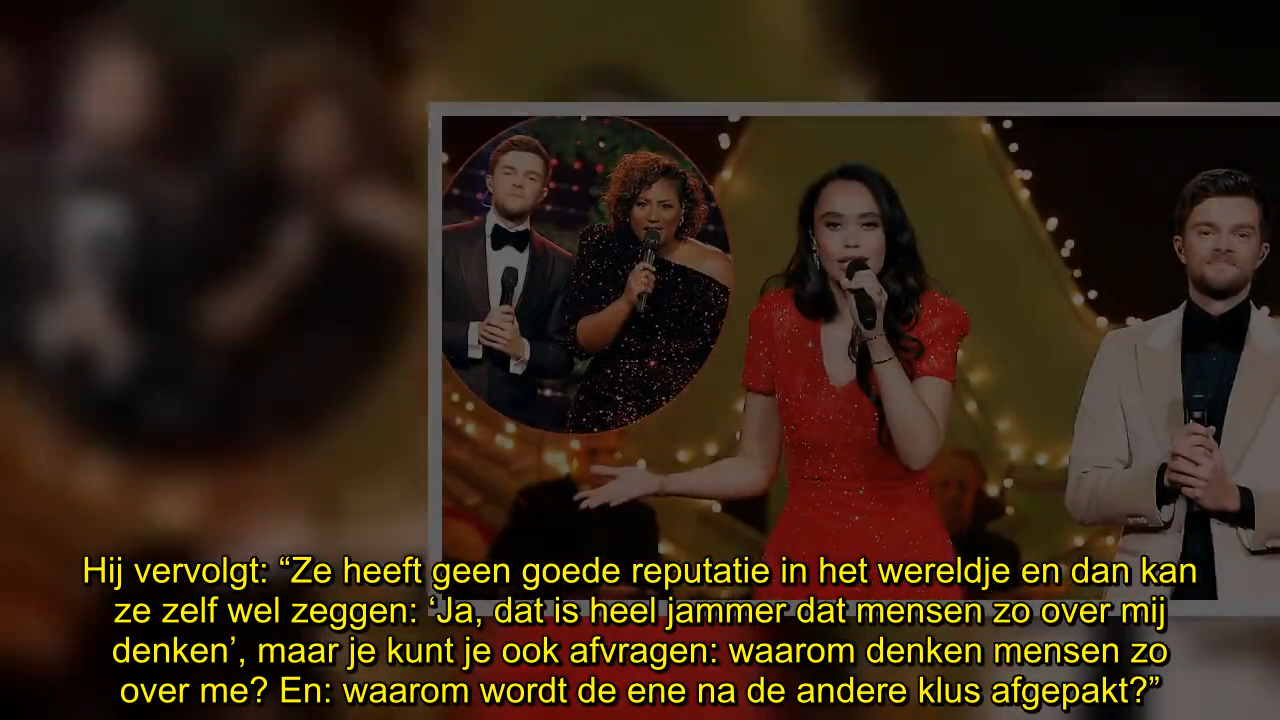 Hij vervolgt: “Ze heeft geen goede reputatie in het wereldje en dan kan
ze zelf wel zeggen: ‘Ja, dat is heel jammer dat mensen zo over mij
denken’, maar je kunt je ook afvragen: waarom denken mensen zo
over me? En: waarom wordt de ene na de andere klus afgepakt?”